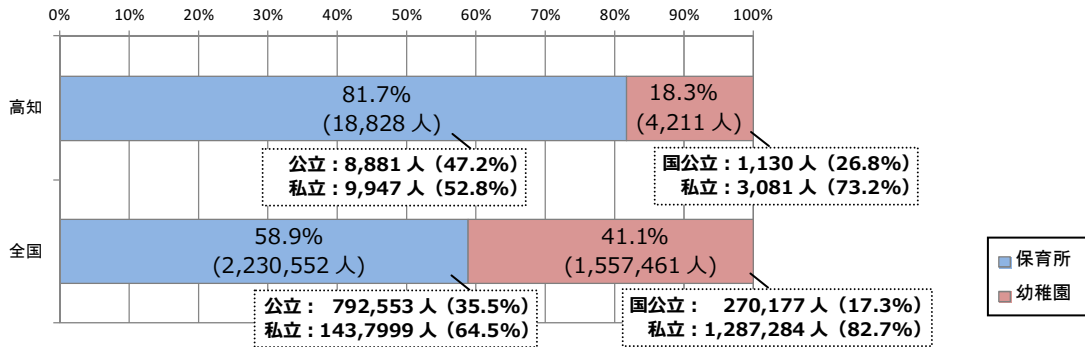 0% 10% 20% 30% 40% 50% 60% 70% 80% 90% 100%
高知
81.7%
(18,828 人)
18.3%
(4,211 人)
公立：8,881 人（47.2%）
私立：9,947 人（52.8%）
国公立：1,130 人（26.8%）
私立：3,081 人（73.2%）
全国
58.9%
(2,230,552 人)
41.1%
(1,557,461 人)
公立： 792,553 人（35.5%）
私立：143,7999 人（64.5%）
国公立： 270,177 人（17.3%）
私立：1,287,284 人（82.7%）
保育所
幼稚園